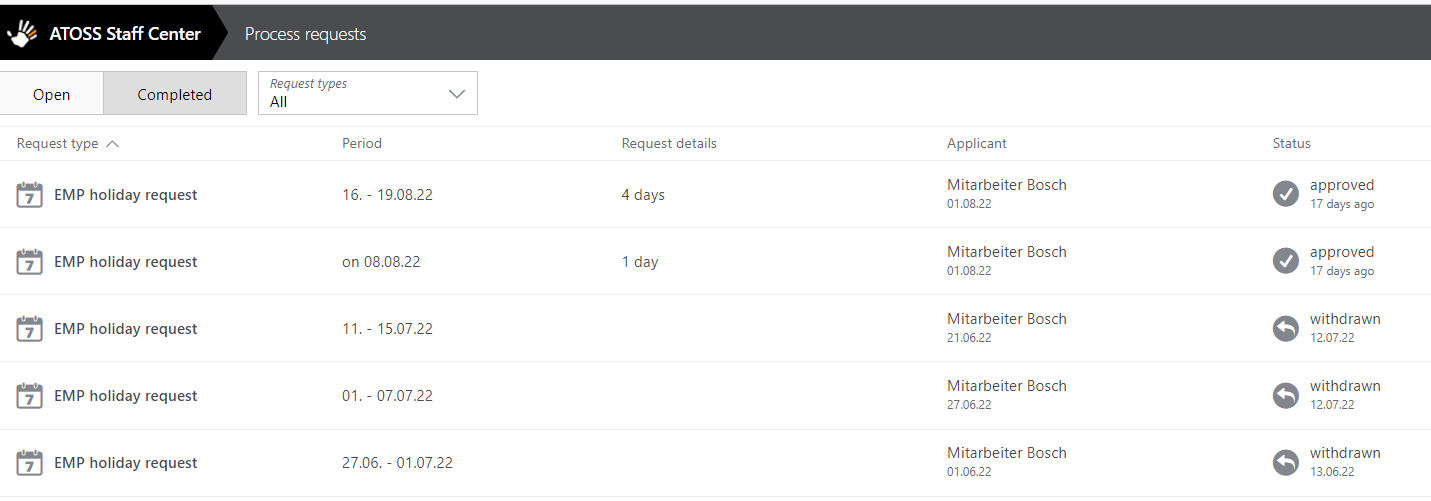 ATOSS Staff Center Process requests
Open Completed Request types
All
Request type Period Request details Applicant Status
7 EMP holiday request 16. - 19.08.22 4 days Mitarbeiter Bosch approved
01.08.22 17 days ago
7 EMP holiday request on 08.08.22 1 day Mitarbeiter Bosch approved
01.08.22 17 days ago
7 EMP holiday request 11. - 15.07.22 Mitarbeiter Bosch withdrawn
21.06.22 12.07.22
7 EMP holiday request 01. - 07.07.22 Mitarbeiter Bosch withdrawn
27.06.22 12.07.22
7 EMP holiday request 27.06. - 01.07.22 Mitarbeiter Bosch withdrawn
01.06.22 13.06.22